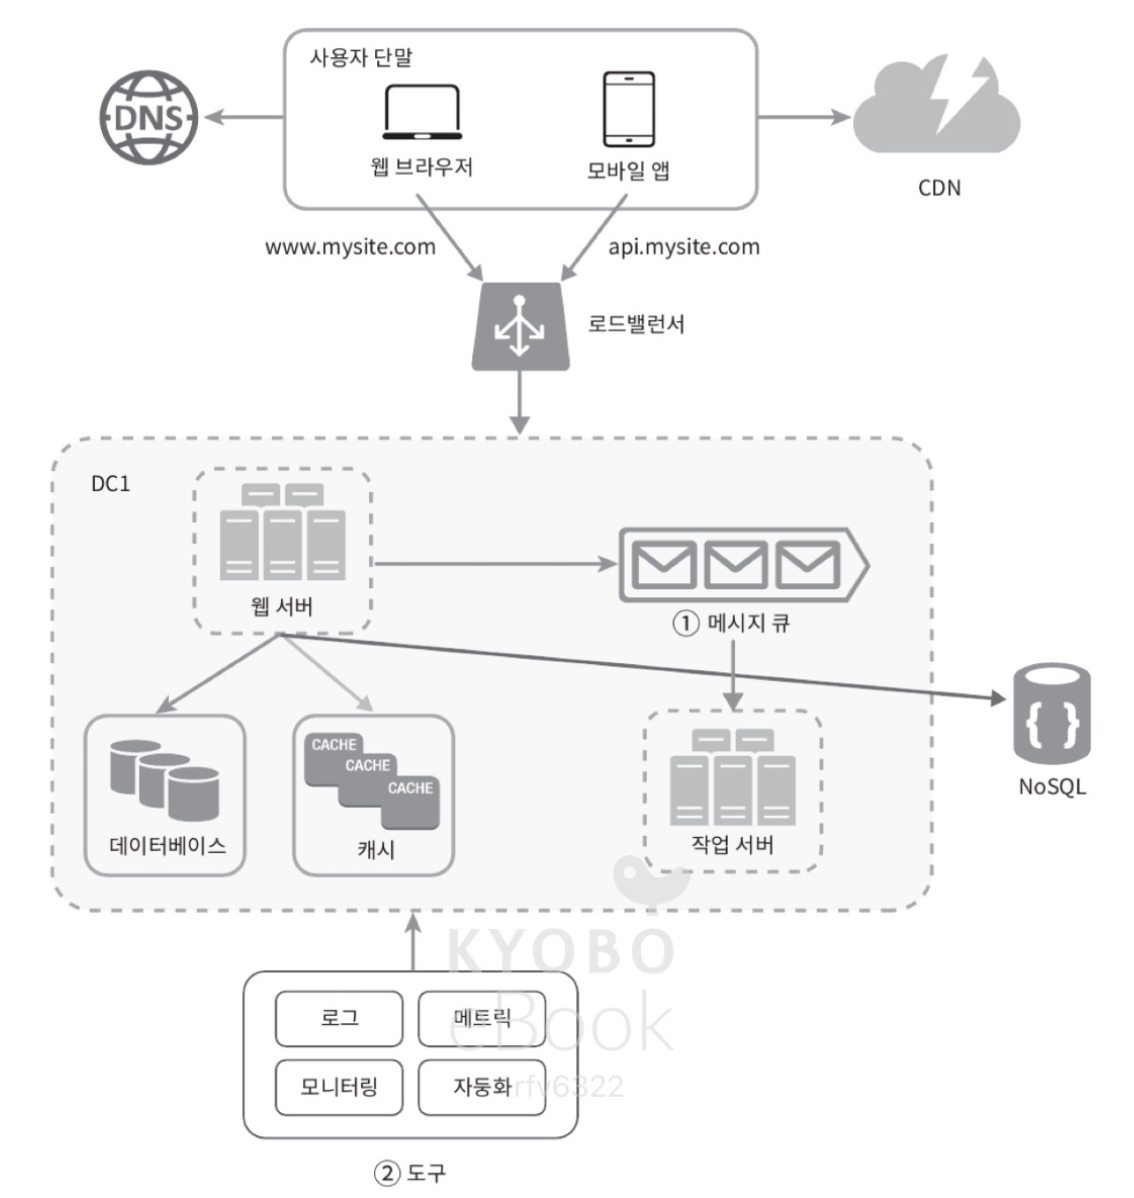 사용자 단말
DNS
웹 브라우저
모바일 앱
CDN
www.mysite.com
api.mysite.com
로드밸런서
DC1
웹 서버
① 메시지 큐
NoSQL
CACHE
CACHE
CACHE
데이터베이스
캐시
작업 서버
KYOBO
eBook
rfv6322
로그
메트릭
모니터링
자동화
② 도구